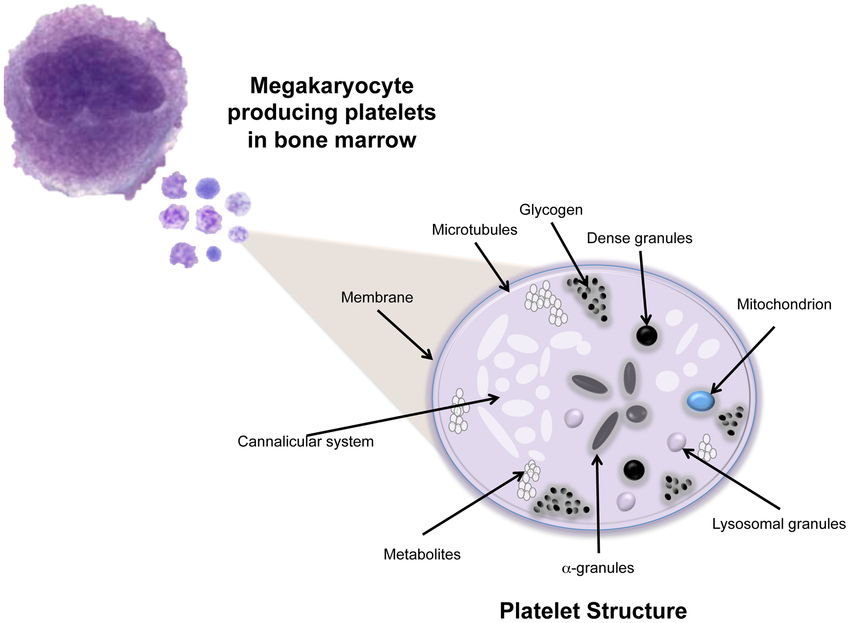 Megakaryocyte
producing platelets
in bone marrow
Glycogen
Microtubules
Dense granules
Membrane
Mitochondrion
Cannalicular system
Lysosomal granules
Metabolites
α-granules
Platelet Structure